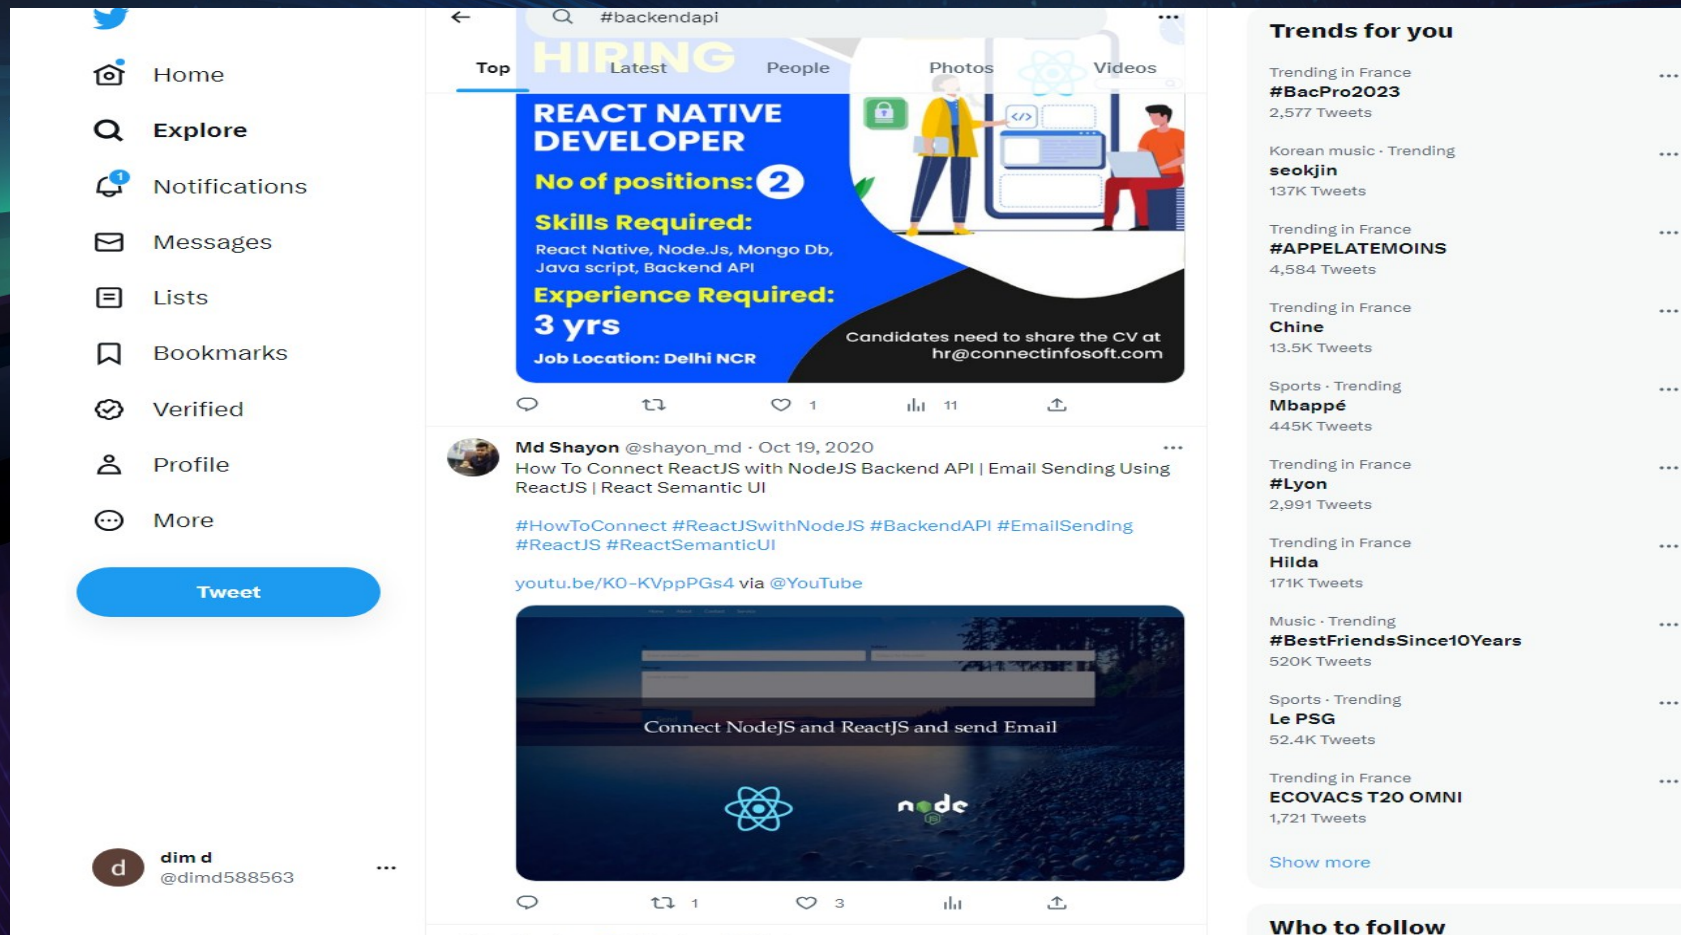 Home
Explore
1
Notifications
Messages
Lists
Bookmarks
Verified
Profile
More
Tweet
d
dim d
@dimd588563
#backendapi
Top
Latest
People
Photos
Videos
HIRING
REACT NATIVE
DEVELOPER
No of positions: 2
Skills Required:
React Native, Node.Js, Mongo Db,
Java script, Backend API
Experience Required:
3 yrs
Job Location: Delhi NCR
</>
Candidates need to share the CV at
hr@connectinfosoft.com
1
11
Md Shayon @shayon_md · Oct 19, 2020
How To Connect ReactJS with NodeJS Backend API | Email Sending Using
ReactJS | React Semantic UI
#HowToConnect #ReactJSwithNodeJS #BackendAPI #EmailSending
#ReactJS #ReactSemanticUI
youtu.be/K0-KVppPGs4 via @YouTube
Connect NodeJS and ReactJS and send Email
node
JS
1
3
Trends for you
Trending in France
#BacPro2023
2,577 Tweets
Korean music · Trending
seokjin
137K Tweets
Trending in France
#APPELATEMOINS
4,584 Tweets
Trending in France
Chine
13.5K Tweets
Sports · Trending
Mbappé
445K Tweets
Trending in France
#Lyon
2,991 Tweets
Trending in France
Hilda
171K Tweets
Music · Trending
#BestFriendsSince10Years
520K Tweets
Sports · Trending
Le PSG
52.4K Tweets
Trending in France
ECOVACS T20 OMNI
1,721 Tweets
Show more
Who to follow